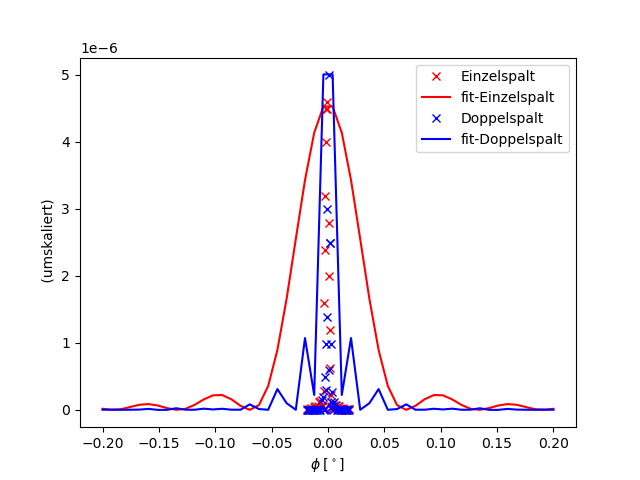 1e−6
5
4
3
2
1
0
(umskaliert)
Einzelspalt
fit-Einzelspalt
Doppelspalt
fit-Doppelspalt
−0.20 −0.15 −0.10 −0.05 0.00 0.05 0.10 0.15 0.20
ϕ [°]